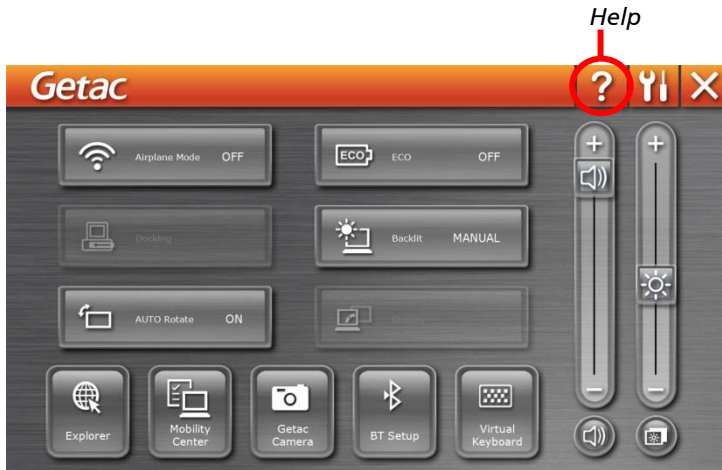 Help
Getac
?
Airplane Mode OFF
ECO ECO OFF
Docking
Backlit MANUAL
AUTO Rotate ON
Explorer
Mobility
Center
Getac
Camera
BT Setup
Virtual
Keyboard